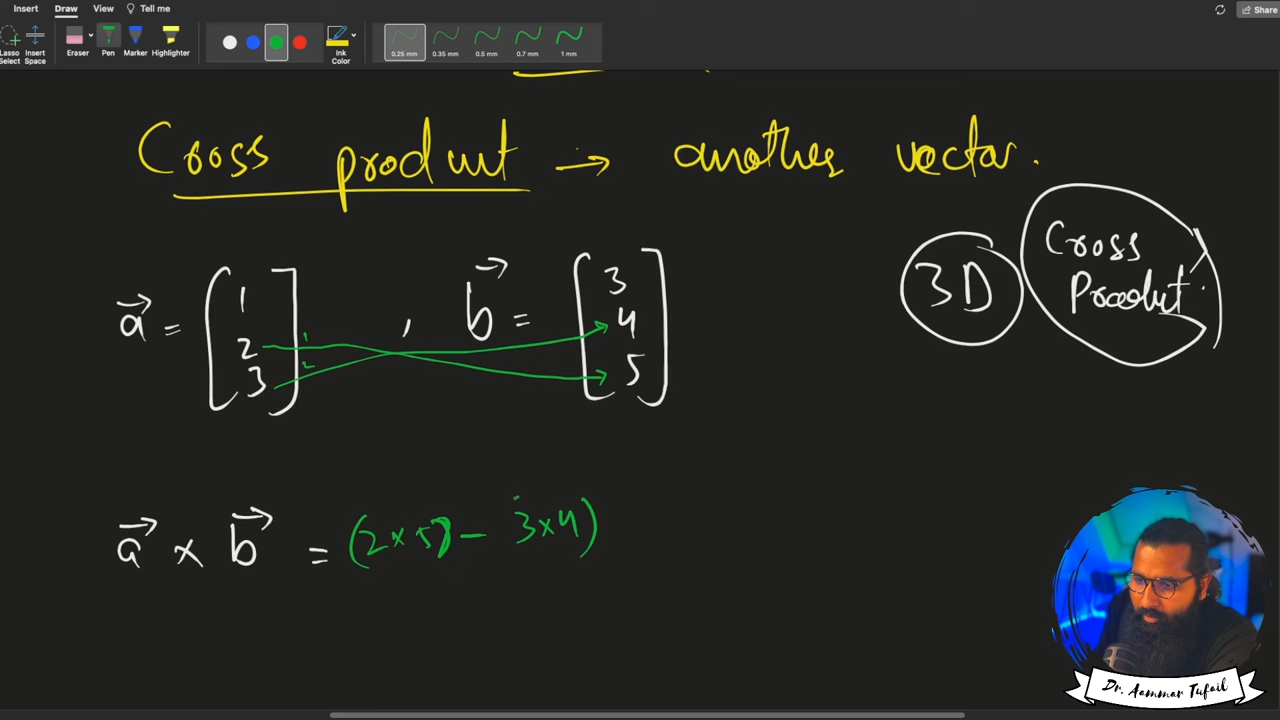 Insert Draw View Tell me
Share
Lasso Select
Insert Space
Eraser
Pen
Marker
Highlighter
Ink Color
0.25 mm 0.35 mm 0.5 mm 0.7 mm 1 mm
Cross product → another vector.
3D
Cross Product
a = [1 2 3] , b = [3 4 5]
1
2
a × b = (2×5) - 3×4)
Dr. Aammar Tufail